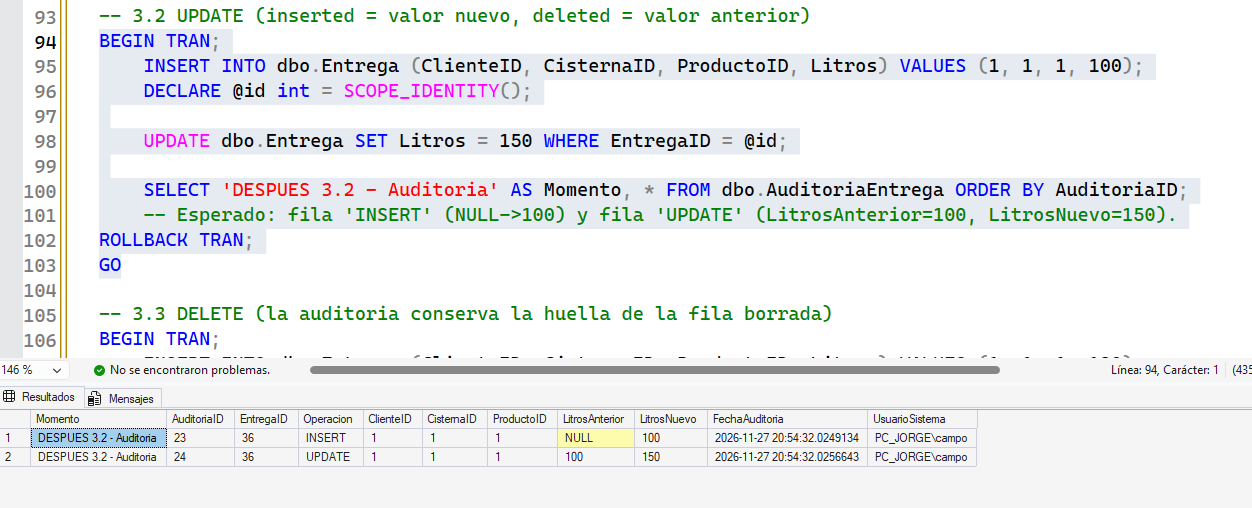 93 -- 3.2 UPDATE (inserted = valor nuevo, deleted = valor anterior)
94 BEGIN TRAN;
95 INSERT INTO dbo.Entrega (ClienteID, CisternaID, ProductoID, Litros) VALUES (1, 1, 1, 100);
96 DECLARE @id int = SCOPE_IDENTITY();
97
98 UPDATE dbo.Entrega SET Litros = 150 WHERE EntregaID = @id;
99
100 SELECT 'DESPUES 3.2 - Auditoria' AS Momento, * FROM dbo.AuditoriaEntrega ORDER BY AuditoriaID;
101 -- Esperado: fila 'INSERT' (NULL->100) y fila 'UPDATE' (LitrosAnterior=100, LitrosNuevo=150).
102 ROLLBACK TRAN;
103 GO
104
105 -- 3.3 DELETE (la auditoria conserva la huella de la fila borrada)
106 BEGIN TRAN;
146 % No se encontraron problemas. Línea: 94, Carácter: 1 (435
Resultados Mensajes
Momento AuditoriaID EntregaID Operacion ClienteID CisternaID ProductoID LitrosAnterior LitrosNuevo FechaAuditoria UsuarioSistema
1 DESPUES 3.2 - Auditoria 23 36 INSERT 1 1 1 NULL 100 2026-11-27 20:54:32.0249134 PC_JORGE\campo
2 DESPUES 3.2 - Auditoria 24 36 UPDATE 1 1 1 100 150 2026-11-27 20:54:32.0256643 PC_JORGE\campo